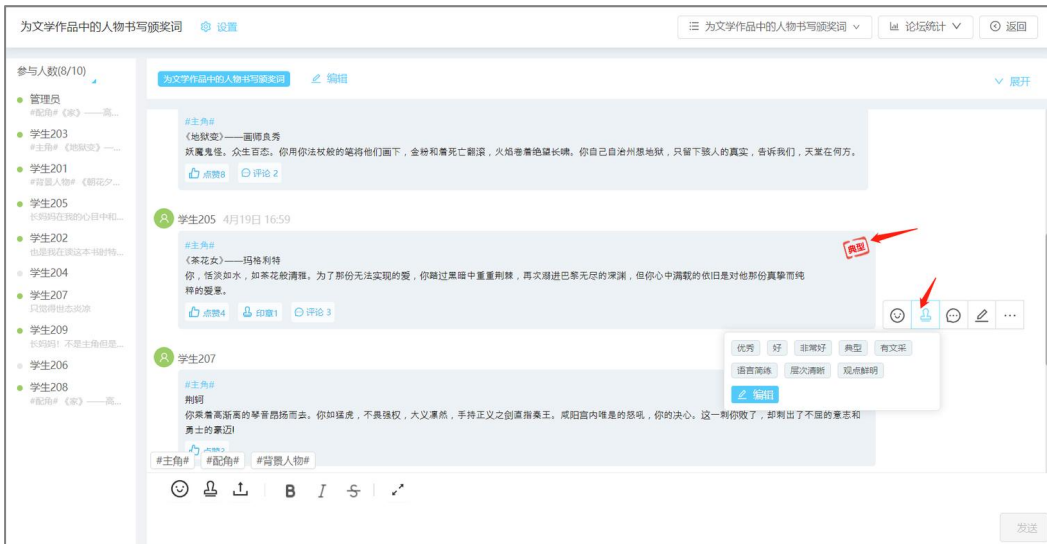 为文学作品中的人物书写颁奖词 设置 为文学作品中的人物书写颁奖词 论坛统计 返回
参与人数(8/10)
管理员
#配角#《家》——高...
学生203
#主角# 《地狱变》—...
学生201
#背景人物# 《朝花夕...
学生205
长妈妈在我的心目中和...
学生202
也是我在读这本书时特...
学生204
学生207
只觉得世态炎凉
学生209
长妈妈！不是主角但是...
学生206
学生208
#配角# 《家》——高...
为文学作品中的人物书写颁奖词 编辑 展开
#主角#
《地狱变》——画师良秀
妖魔鬼怪。众生百态。你用你法杖般的笔将他们画下，金粉和着死亡翻滚，火焰卷着绝望长啸。你自己自治州想地狱，只留下骇人的真实，告诉我们，天堂在何方。
点赞8 评论 2
学生205 4月19日 16:59
典型
#主角#
《茶花女》——玛格利特
你，恬淡如水，如茶花般清雅。为了那份无法实现的爱，你踏过黑暗中重重荆棘，再次溺进巴黎无尽的深渊，但你心中满载的依旧是对他那份真挚而纯
粹的爱意。
点赞4 印章1 评论 3
优秀 好 非常好 典型 有文采
语言简练 层次清晰 观点鲜明
编辑
学生207
#主角#
荆轲
你乘着高渐离的琴音昂扬而去。你如猛虎，不畏强权，大义凛然，手持正义之剑直指秦王。咸阳宫内唯是的怒吼，你的决心。这一刺你败了，却刺出了不屈的意志和
勇士的豪迈!
#主角# #配角# #背景人物#
B I S
发送